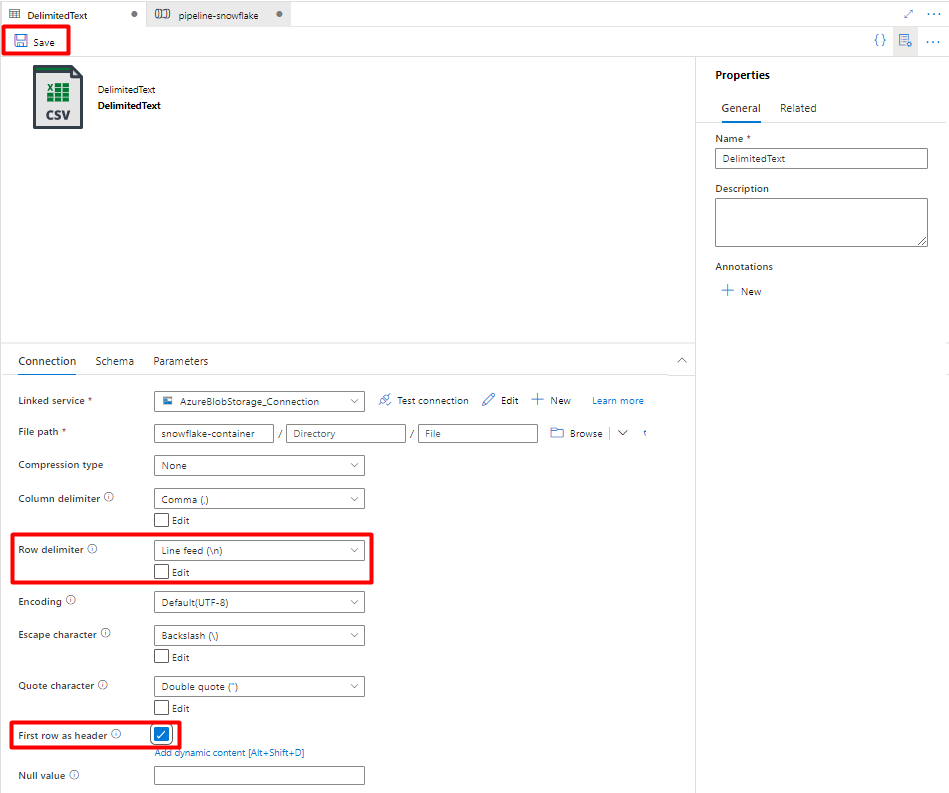 DelimitedText
pipeline-snowflake
Save
{}
CSV
DelimitedText
DelimitedText
Properties
General Related
Name *
DelimitedText
Description
Annotations
New
Connection Schema Parameters
Linked service * AzureBlobStorage_Connection Test connection Edit New Learn more
File path * snowflake-container / Directory / File Browse
Compression type None
Column delimiter Comma (,)
Edit
Row delimiter Line feed (\n)
Edit
Encoding Default(UTF-8)
Escape character Backslash (\)
Edit
Quote character Double quote (")
Edit
First row as header
Add dynamic content [Alt+Shift+D]
Null value